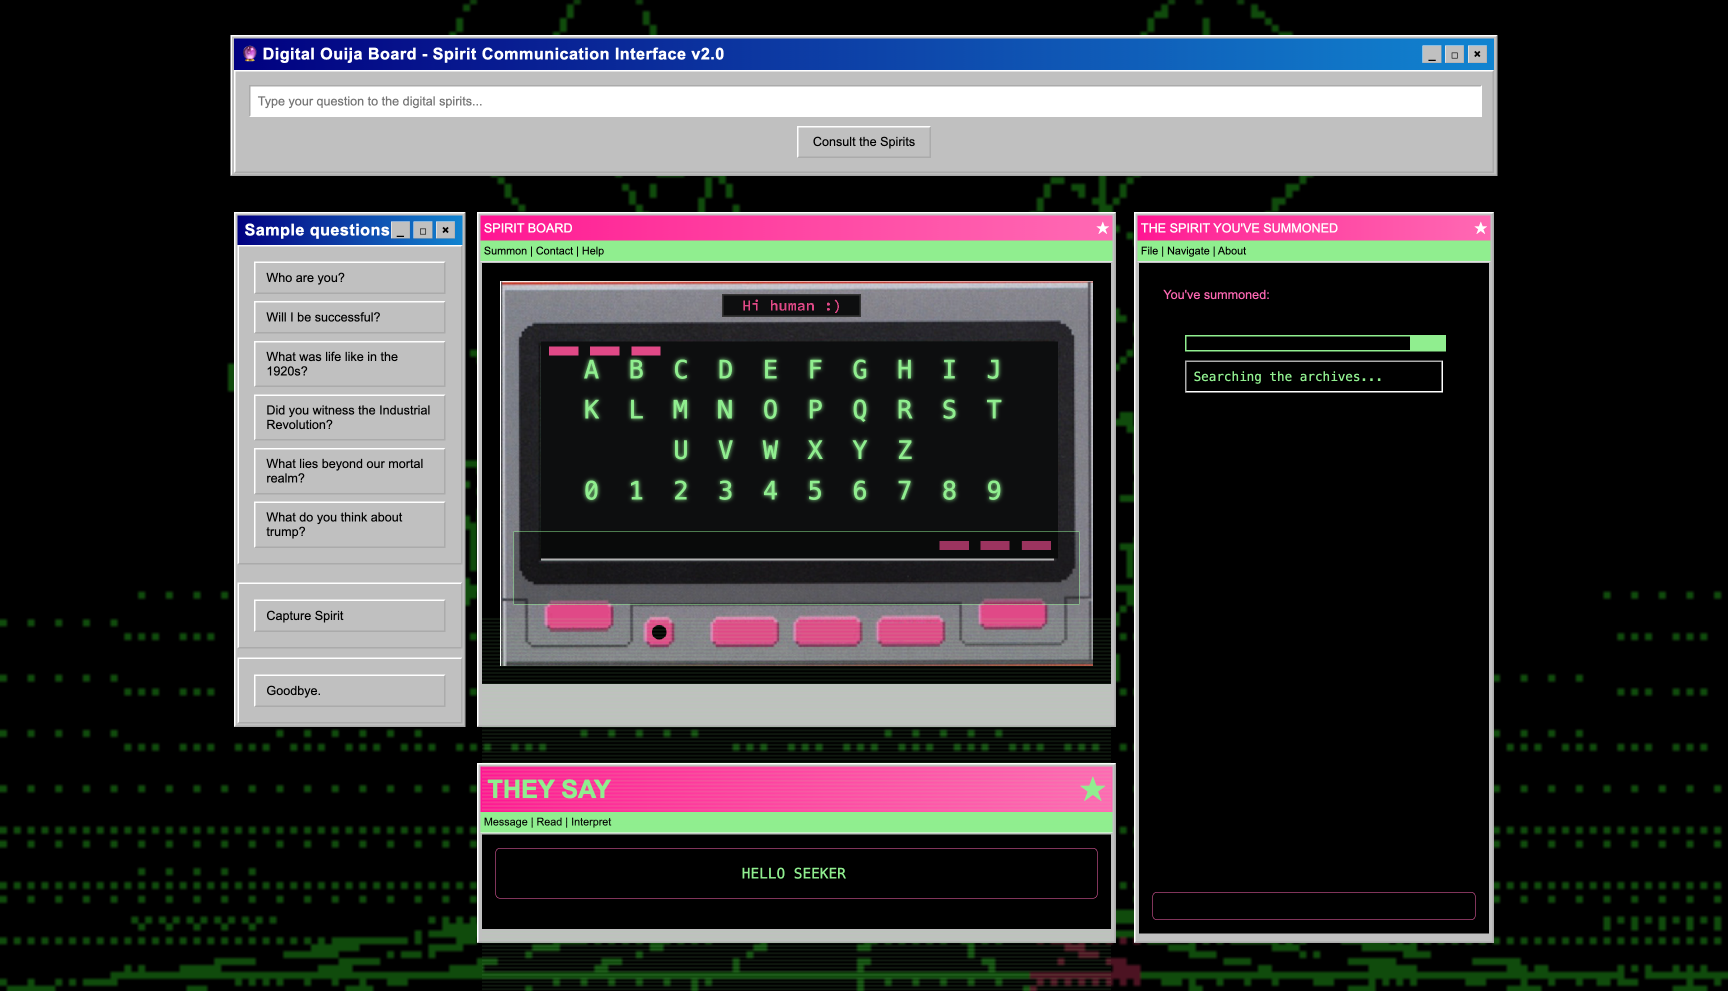 Digital Ouija Board - Spirit Communication Interface v2.0
Type your question to the digital spirits...
Consult the Spirits
Sample questions
Who are you?
Will I be successful?
What was life like in the
1920s?
Did you witness the Industrial
Revolution?
What lies beyond our mortal
realm?
What do you think about
trump?
Capture Spirit
Goodbye.
SPIRIT BOARD
Summon | Contact | Help
Hi human :)
A B C D E F G H I J
K L M N O P Q R S T
U V W X Y Z
0 1 2 3 4 5 6 7 8 9
THEY SAY
Message | Read | Interpret
HELLO SEEKER
THE SPIRIT YOU'VE SUMMONED
File | Navigate | About
You've summoned:
Searching the archives...